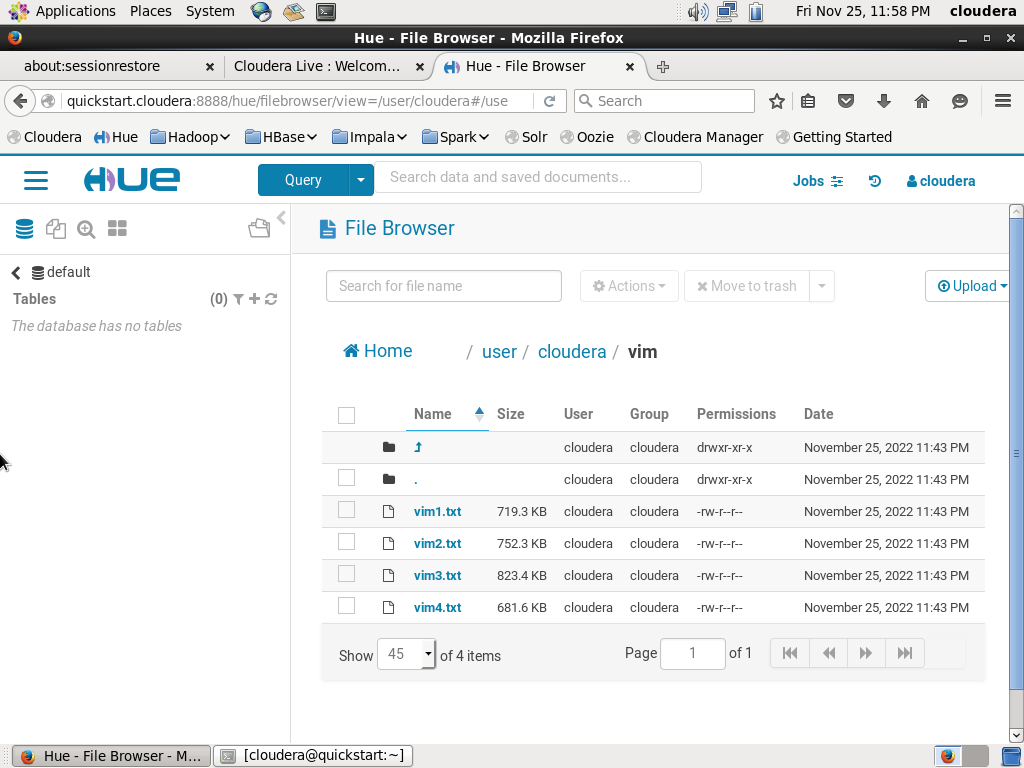 Applications Places System Fri Nov 25, 11:58 PM cloudera
Hue - File Browser - Mozilla Firefox
about:sessionrestore Cloudera Live : Welcom... Hue - File Browser
quickstart.cloudera:8888/hue/filebrowser/view=/user/cloudera#/use Search
Cloudera Hue Hadoop HBase Impala Spark Solr Oozie Cloudera Manager Getting Started
HUE Query Search data and saved documents... Jobs cloudera
File Browser
default
Tables (0)
The database has no tables
Search for file name Actions Move to trash Upload
Home / user / cloudera / vim
Name Size User Group Permissions Date
cloudera cloudera drwxr-xr-x November 25, 2022 11:43 PM
. cloudera cloudera drwxr-xr-x November 25, 2022 11:43 PM
vim1.txt 719.3 KB cloudera cloudera -rw-r--r-- November 25, 2022 11:43 PM
vim2.txt 752.3 KB cloudera cloudera -rw-r--r-- November 25, 2022 11:43 PM
vim3.txt 823.4 KB cloudera cloudera -rw-r--r-- November 25, 2022 11:43 PM
vim4.txt 681.6 KB cloudera cloudera -rw-r--r-- November 25, 2022 11:43 PM
Show 45 of 4 items Page 1 of 1
Hue - File Browser - M... [cloudera@quickstart:~]